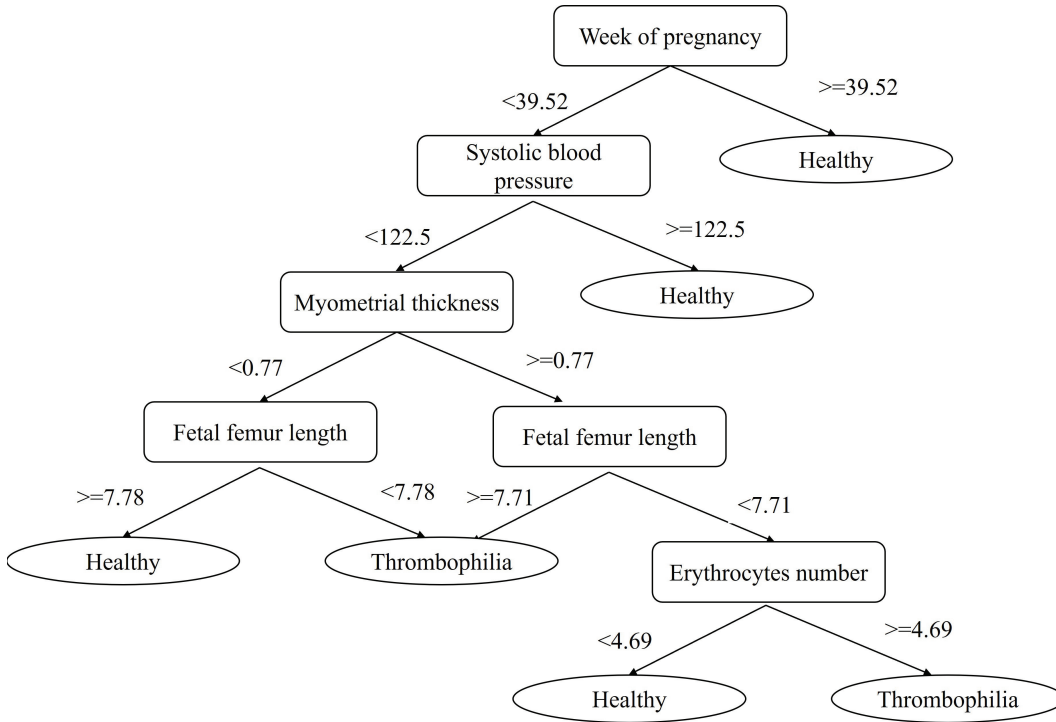 Week of pregnancy
<39.52
>=39.52
Systolic blood
pressure
Healthy
<122.5
>=122.5
Myometrial thickness
Healthy
<0.77
>=0.77
Fetal femur length
Fetal femur length
>=7.78
<7.78
>=7.71
<7.71
Healthy
Thrombophilia
Erythrocytes number
<4.69
>=4.69
Healthy
Thrombophilia